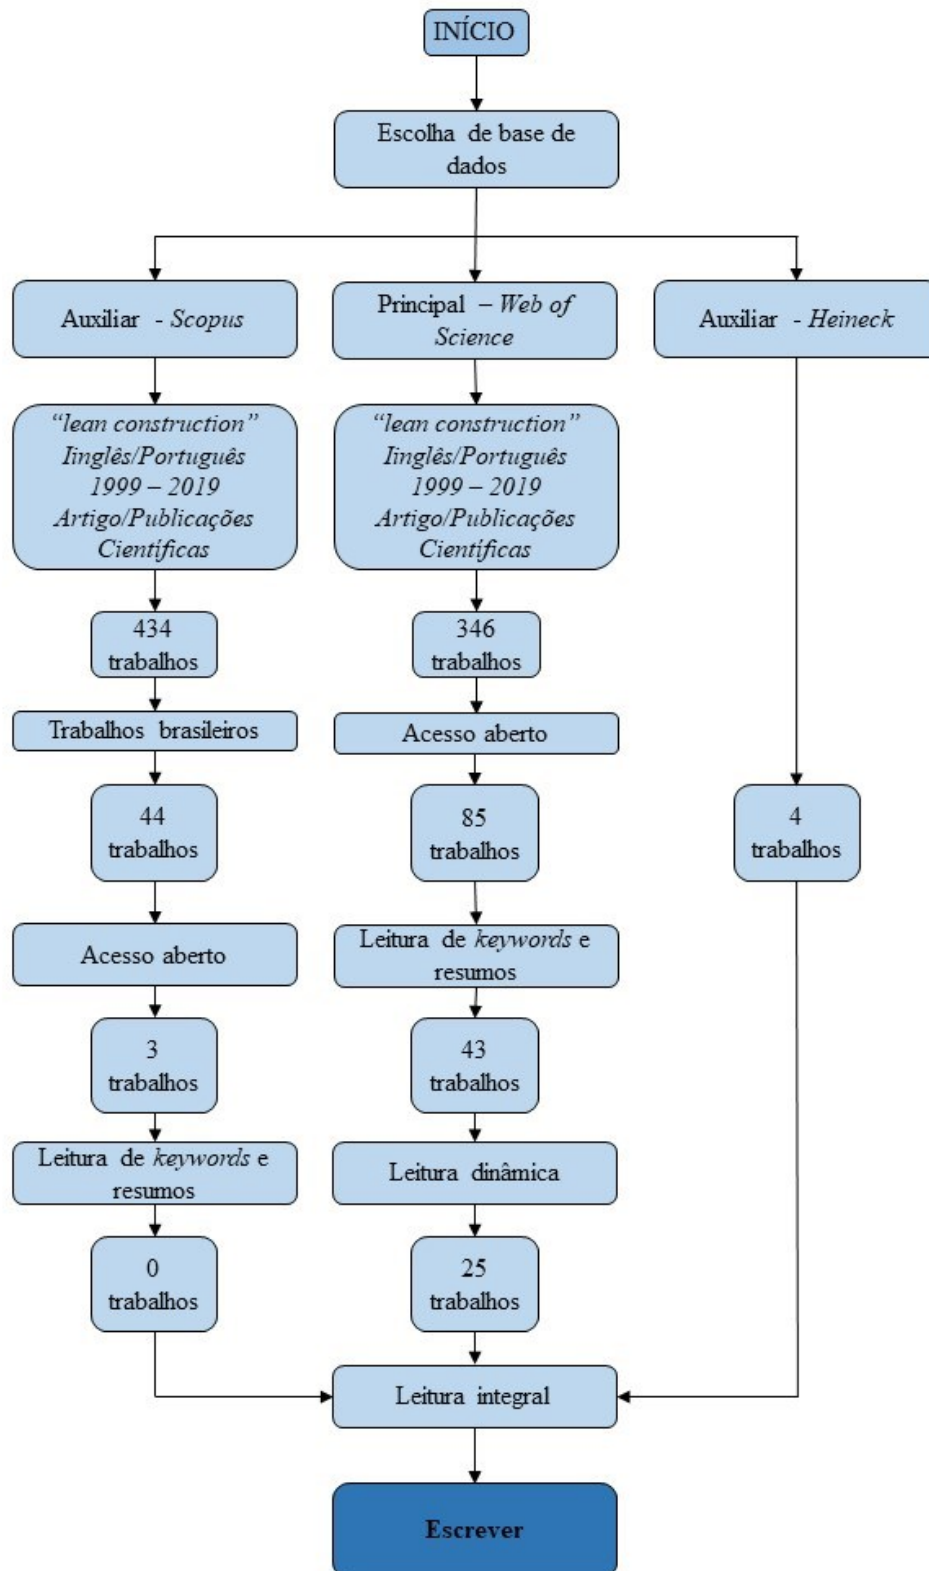 INÍCIO
Escolha de base de
dados
Auxiliar - Scopus
Principal – Web of
Science
Auxiliar - Heineck
“lean construction”
Iinglês/Português
1999 – 2019
Artigo/Publicações
Científicas
“lean construction”
Iinglês/Português
1999 – 2019
Artigo/Publicações
Científicas
434
trabalhos
346
trabalhos
Trabalhos brasileiros
Acesso aberto
44
trabalhos
85
trabalhos
4
trabalhos
Acesso aberto
Leitura de keywords e
resumos
3
trabalhos
43
trabalhos
Leitura de keywords e
resumos
Leitura dinâmica
0
trabalhos
25
trabalhos
Leitura integral
Escrever